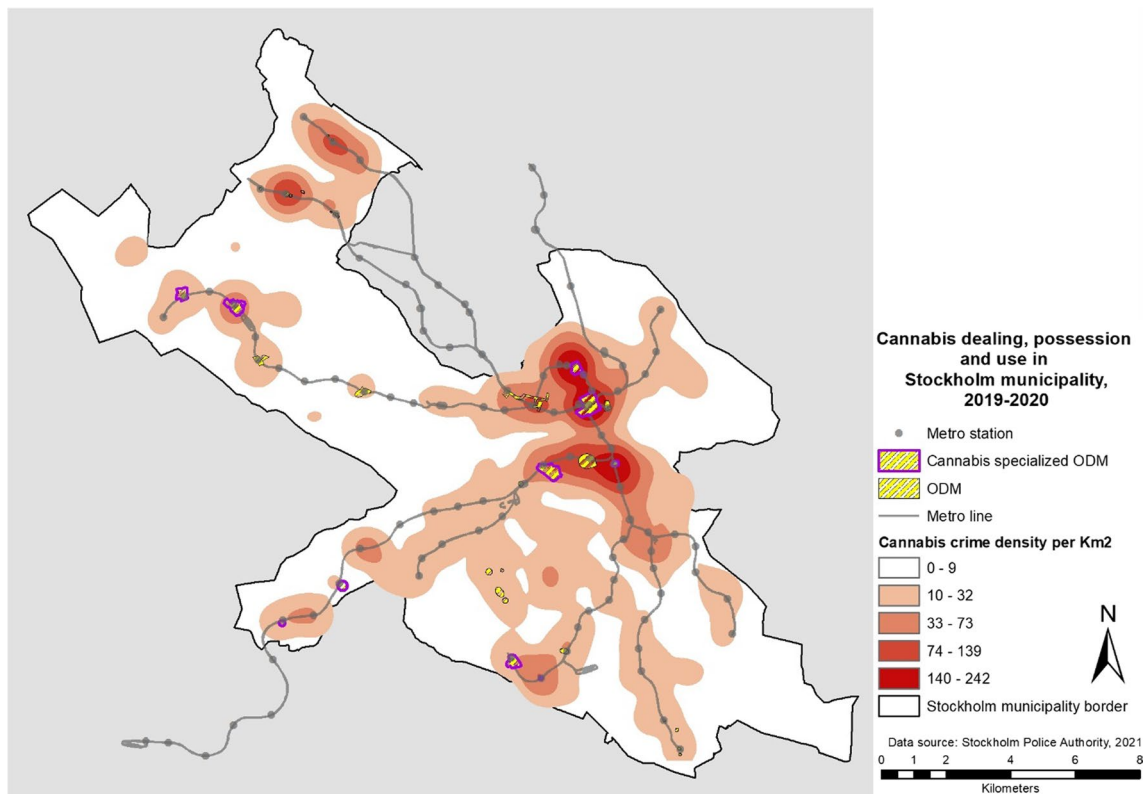 Cannabis dealing, possession
and use in
Stockholm municipality,
2019-2020
Metro station
Cannabis specialized ODM
ODM
Metro line
Cannabis crime density per Km2
0 - 9
10 - 32
33 - 73
74 - 139
140 - 242
Stockholm municipality border
N
Data source: Stockholm Police Authority, 2021
0 1 2 4 6 8
Kilometers